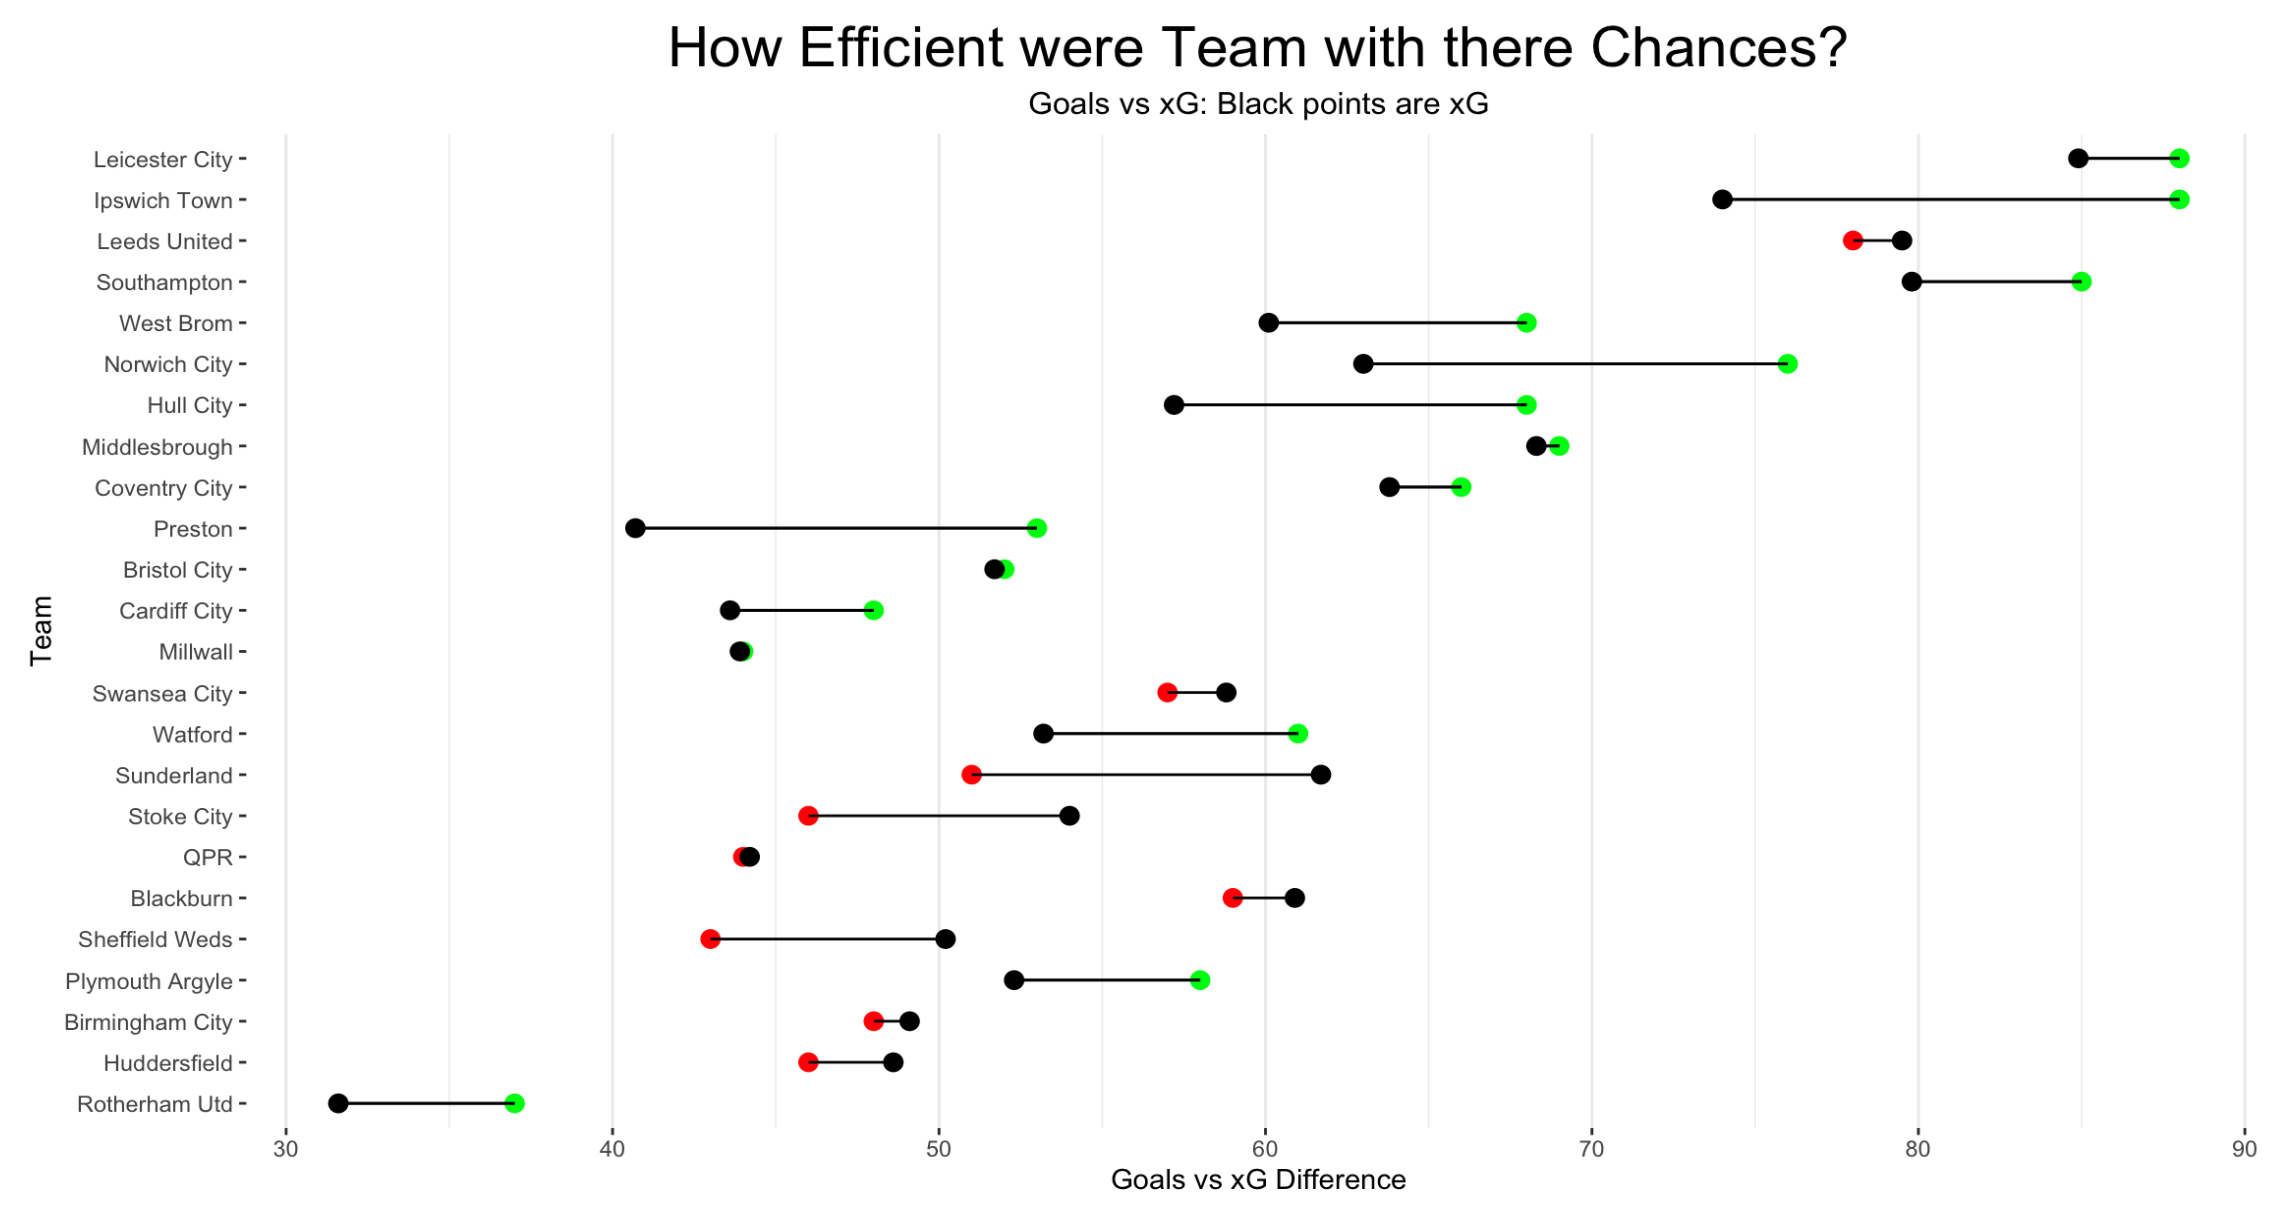 How Efficient were Team with there Chances?
Goals vs xG: Black points are xG
Leicester City
Ipswich Town
Leeds United
Southampton
West Brom
Norwich City
Hull City
Middlesbrough
Coventry City
Preston
Bristol City
Cardiff City
Millwall
Swansea City
Watford
Sunderland
Stoke City
QPR
Blackburn
Sheffield Weds
Plymouth Argyle
Birmingham City
Huddersfield
Rotherham Utd
Team
30 40 50 60 70 80 90
Goals vs xG Difference